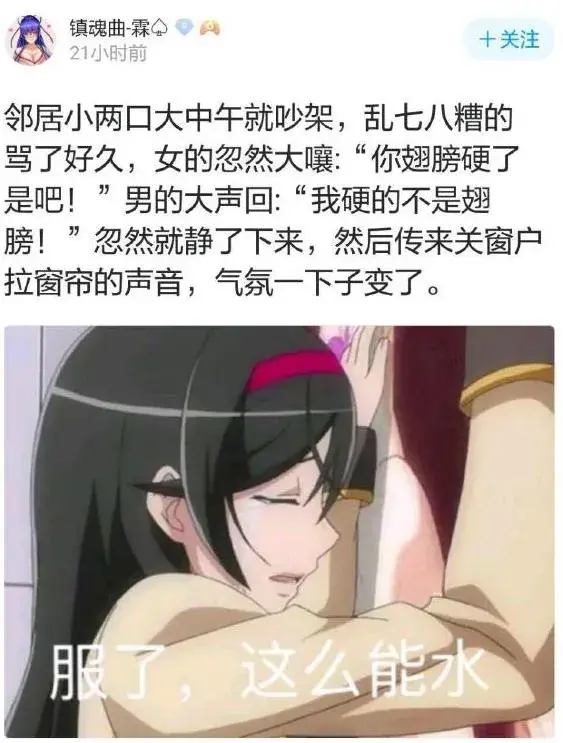 镇魂曲-霖♤
21小时前
+关注
邻居小两口大中午就吵架，乱七八糟的
骂了好久，女的忽然大嚷:“你翅膀硬了
是吧！”男的大声回:“我硬的不是翅
膀！”忽然就静了下来，然后传来关窗户
拉窗帘的声音，气氛一下子变了。
服了，这么能水